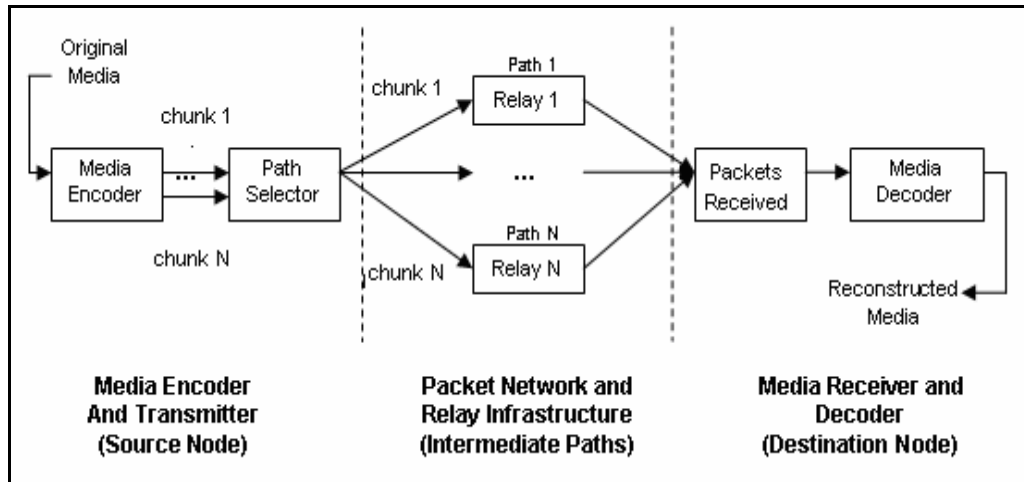 Original
Media
chunk 1
Media
Encoder
...
Path
Selector
chunk N
chunk 1
Path 1
Relay 1
...
Path N
Relay N
chunk N
Packets
Received
Media
Decoder
Reconstructed
Media
Media Encoder
And Transmitter
(Source Node)
Packet Network and
Relay Infrastructure
(Intermediate Paths)
Media Receiver and
Decoder
(Destination Node)